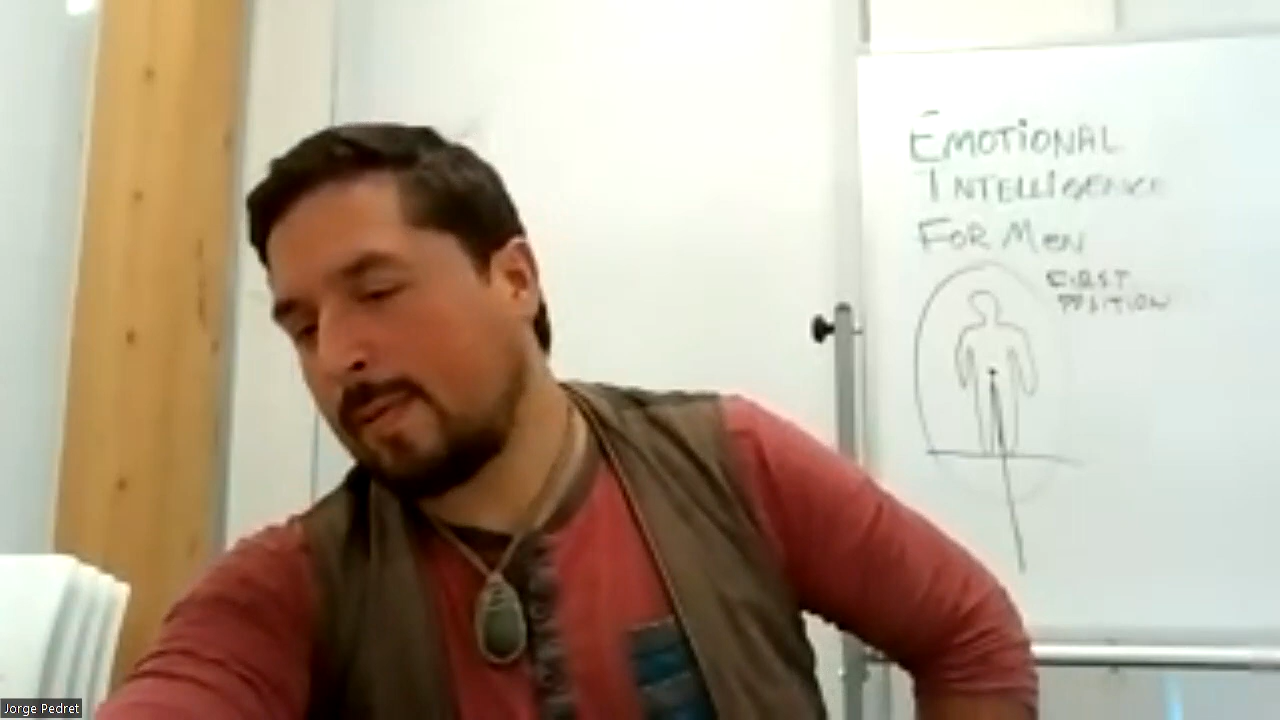 EMOTIONAL
INTELLIGENCE
FOR MEN
FIRST
POSITION
Jorge Pedret